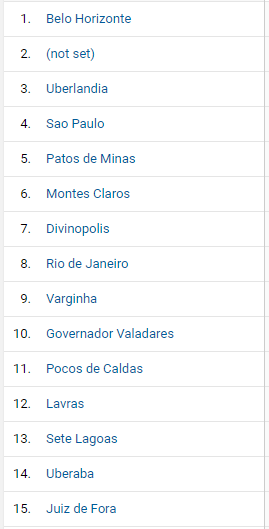 1. Belo Horizonte
2. (not set)
3. Uberlandia
4. Sao Paulo
5. Patos de Minas
6. Montes Claros
7. Divinopolis
8. Rio de Janeiro
9. Varginha
10. Governador Valadares
11. Pocos de Caldas
12. Lavras
13. Sete Lagoas
14. Uberaba
15. Juiz de Fora